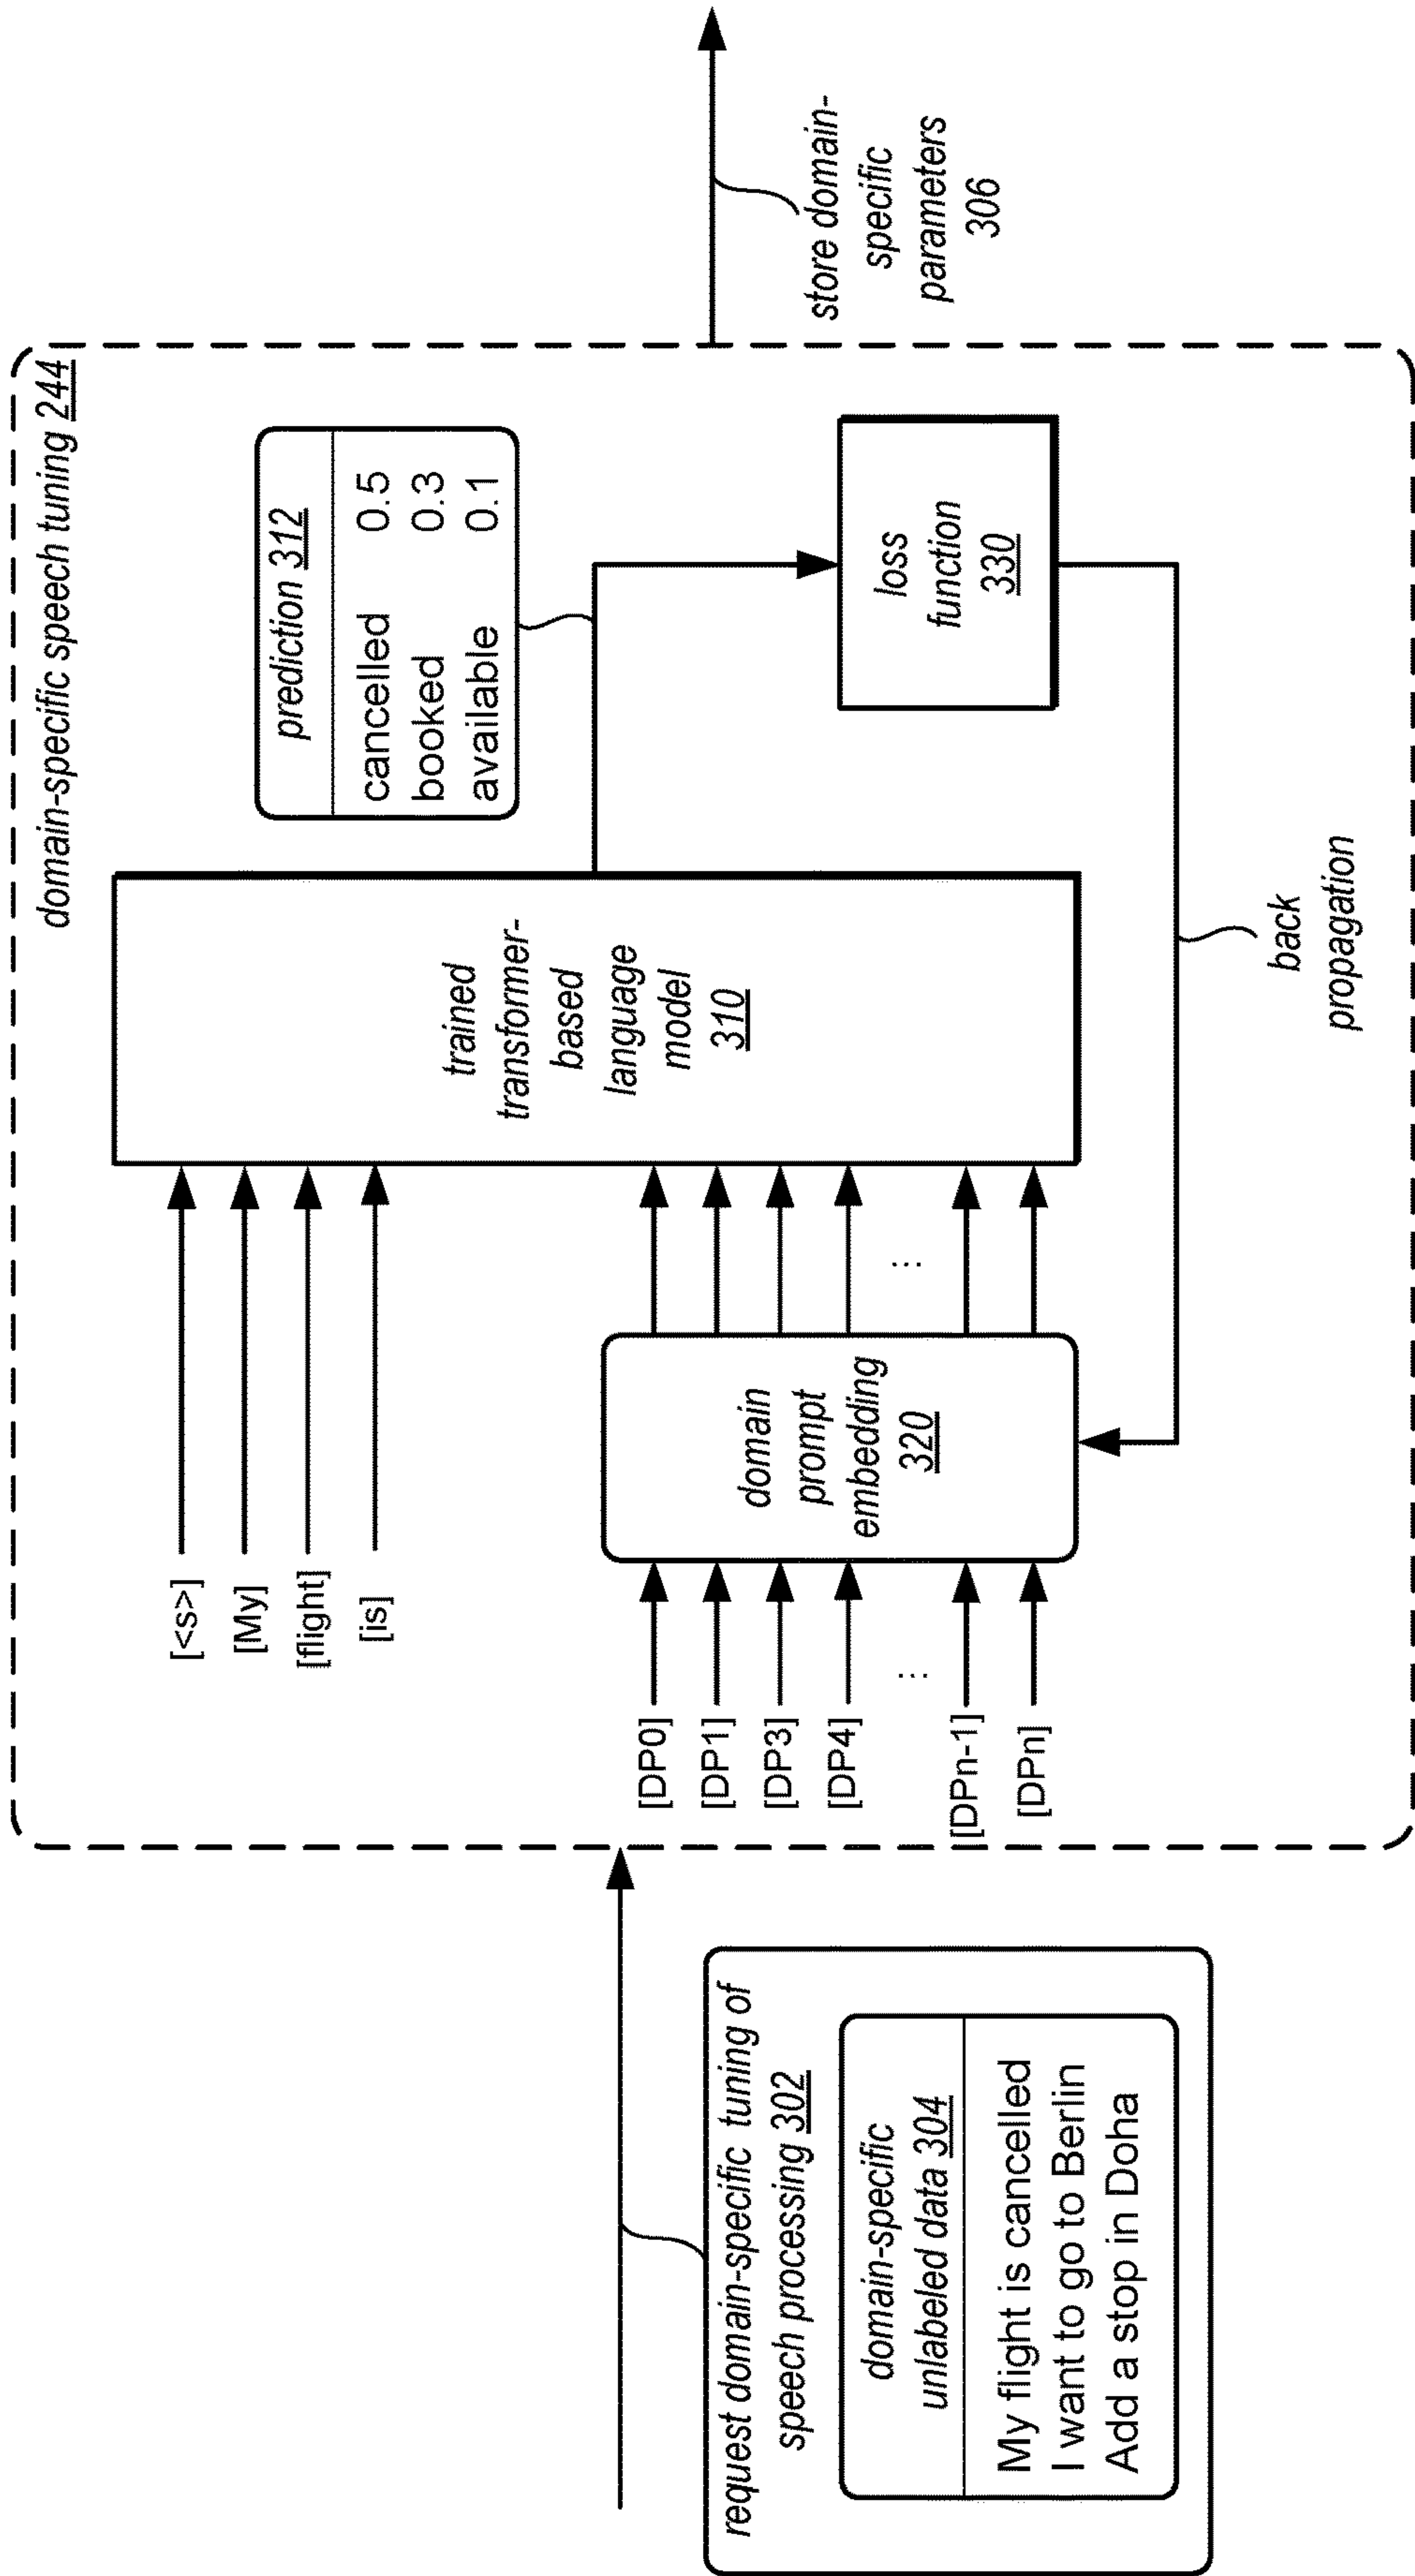 domain-specific speech tuning 244
request domain-specific tuning of
speech processing 302
domain-specific
unlabeled data 304
My flight is cancelled
I want to go to Berlin
Add a stop in Doha
[<s>]
[My]
[flight]
[is]
[DP0]
[DP1]
[DP3]
[DP4]
...
[DPn-1]
[DPn]
domain
prompt
embedding
320
...
trained
transformer-
based
language
model
310
prediction 312
cancelled 0.5
booked 0.3
available 0.1
loss
function
330
back
propagation
store domain-
specific
parameters
306